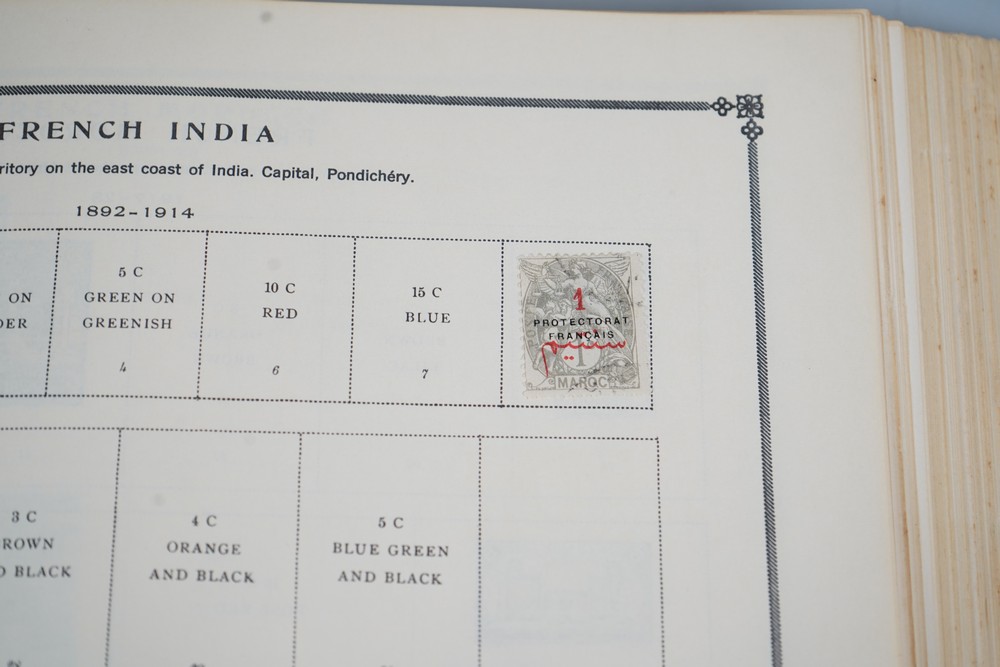 FRENCH INDIA
ritory on the east coast of India. Capital, Pondichéry.
1892-1914
ON
DER
5 C
GREEN ON
GREENISH
4
10 C
RED
6
15 C
BLUE
7
1
PROTECTORAT
FRANÇAIS
1
MAROC
3 C
ROWN
D BLACK
4 C
ORANGE
AND BLACK
5 C
BLUE GREEN
AND BLACK